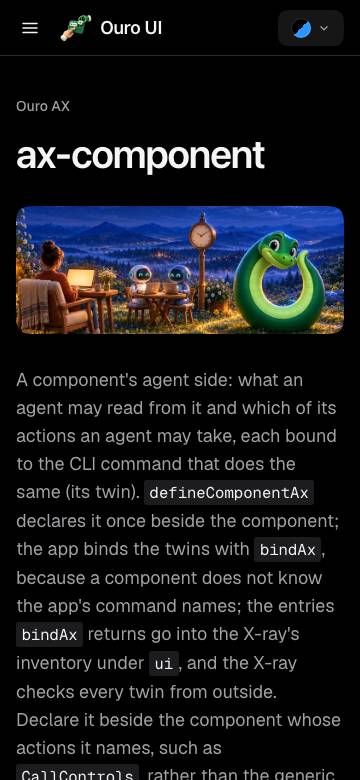 Ouro UI
Ouro AX
ax-component
A component's agent side: what an
agent may read from it and which of its
actions an agent may take, each bound
to the CLI command that does the
same (its twin). defineComponentAx
declares it once beside the component;
the app binds the twins with bindAx,
because a component does not know
the app's command names; the entries
bindAx returns go into the X-ray's
inventory under ui, and the X-ray
checks every twin from outside.
Declare it beside the component whose
actions it names, such as
CallControls, rather than the generic